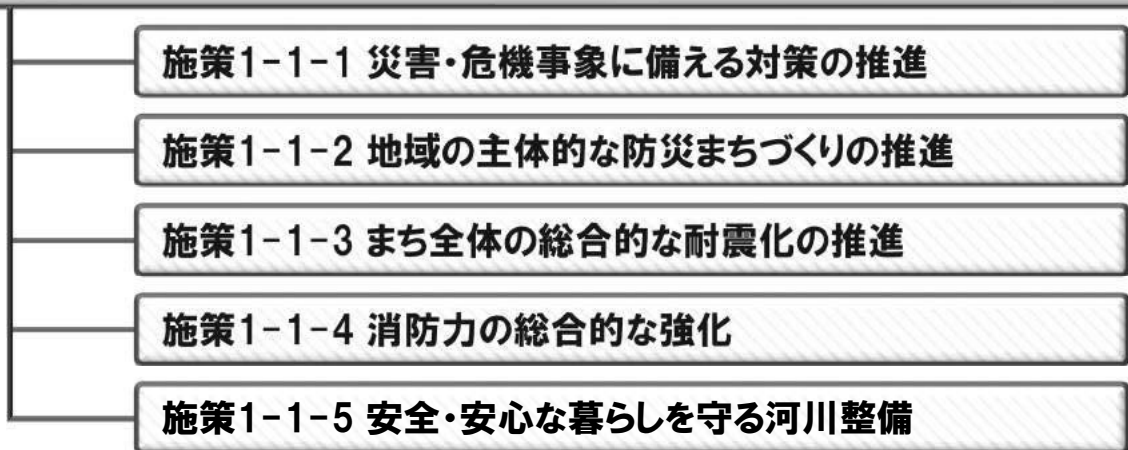 施策1-1-1 災害・危機事象に備える対策の推進
施策1-1-2 地域の主体的な防災まちづくりの推進
施策1-1-3 まち全体の総合的な耐震化の推進
施策1-1-4 消防力の総合的な強化
施策1-1-5 安全・安心な暮らしを守る河川整備